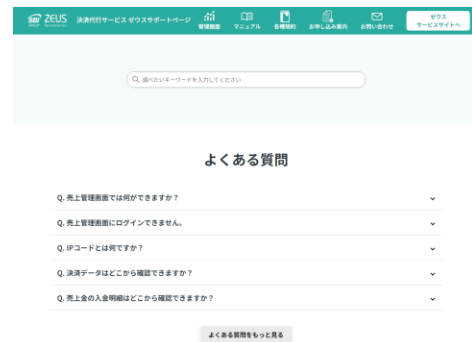 SBI ZEUS 決済代行サービス ゼウスサポートページ
管理画面
マニュアル
各種規約
お申し込み案内
お問い合わせ
ゼウス
サービスサイトへ
調べたいキーワードを入力してください
よくある質問
Q. 売上管理画面では何ができますか？
Q. 売上管理画面にログインできません。
Q. IPコードとは何ですか？
Q. 決済データはどこから確認できますか？
Q. 売上金の入金明細はどこから確認できますか？
よくある質問をもっと見る